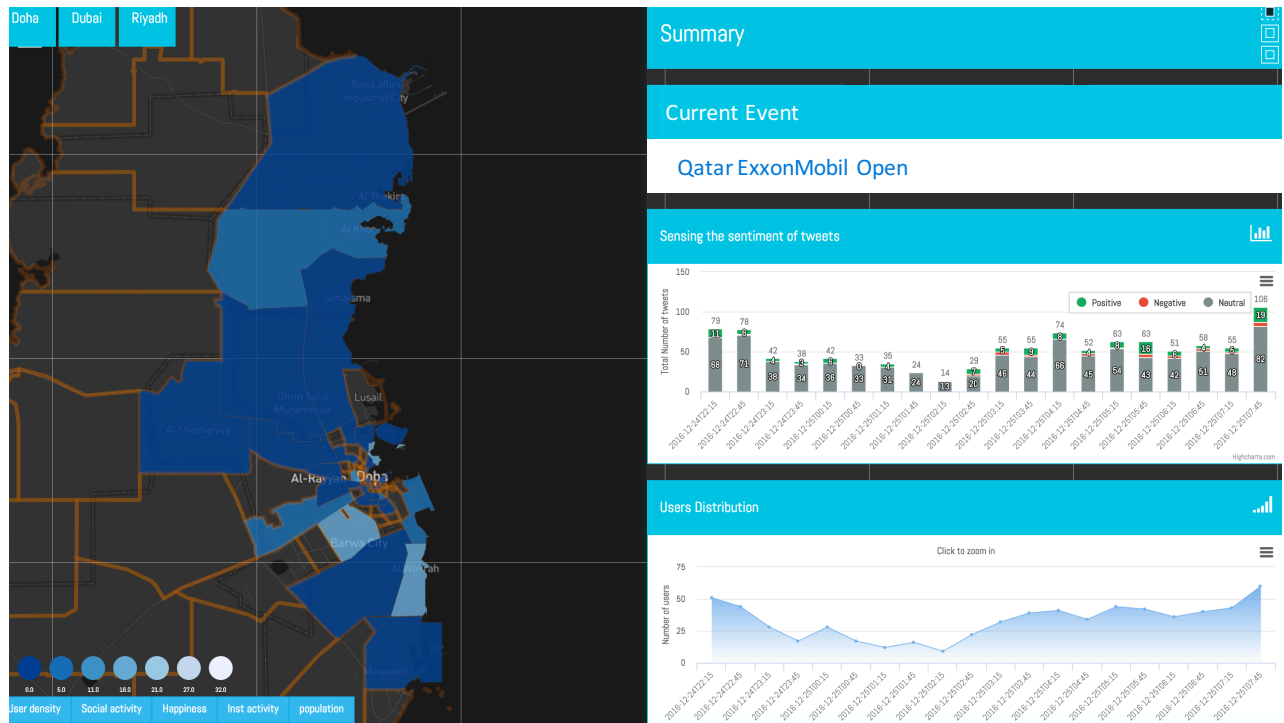 Doha Dubai Riyadh
Ras Laffan
Industrial City
Al Thakira
Al Khor
Simaisma
Lusail
Umm Salal
Muhammad
Al Sheehaniya
Al-Rayyan Doha
Barwa City
Al Wakrah
Mesaieed
0.0 5.0 11.0 16.0 21.0 27.0 32.0
User density Social activity Happiness Inst activity population
Summary
Current Event
Qatar ExxonMobil Open
Sensing the sentiment of tweets
Total Number of tweets
150
100
50
0
Positive Negative Neutral
79 78 42 38 42 33 35 24 14 29 55 55 74 52 63 63 51 58 55 106
11 6 4 3 6 0 4 7 5 9 8 4 8 16 6 4 5 19
68 71 38 34 36 33 31 24 13 20 46 44 66 45 54 43 42 51 48 82
2016-12-24T22:15 2016-12-24T22:45 2016-12-24T23:15 2016-12-24T23:45 2016-12-25T00:15 2016-12-25T00:45 2016-12-25T01:15 2016-12-25T01:45 2016-12-25T02:15 2016-12-25T02:45 2016-12-25T03:15 2016-12-25T03:45 2016-12-25T04:15 2016-12-25T04:45 2016-12-25T05:15 2016-12-25T05:45 2016-12-25T06:15 2016-12-25T06:45 2016-12-25T07:15 2016-12-25T07:45
Highcharts.com
Users Distribution
Click to zoom in
Number of users
75
50
25
0
2016-12-24T22:15 2016-12-24T22:45 2016-12-24T23:15 2016-12-24T23:45 2016-12-25T00:15 2016-12-25T00:45 2016-12-25T01:15 2016-12-25T01:45 2016-12-25T02:15 2016-12-25T02:45 2016-12-25T03:15 2016-12-25T03:45 2016-12-25T04:15 2016-12-25T04:45 2016-12-25T05:15 2016-12-25T05:45 2016-12-25T06:15 2016-12-25T06:45 2016-12-25T07:15 2016-12-25T07:45